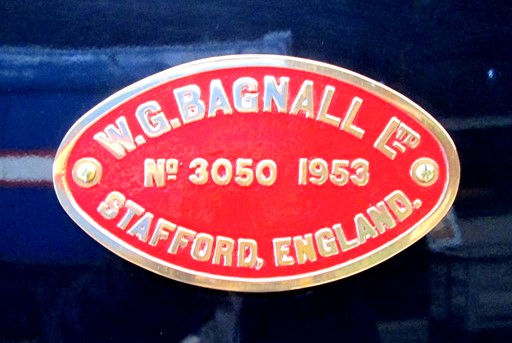 W.G.BAGNALL LTD
No 3050 1953
STAFFORD, ENGLAND.